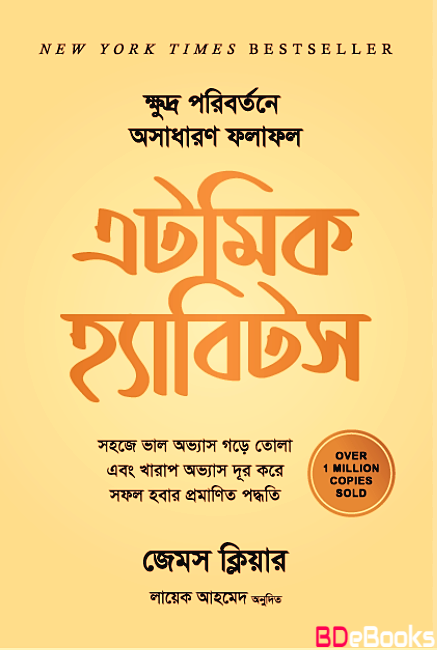 NEW YORK TIMES BESTSELLER
ক্ষুদ্র পরিবর্তনে
অসাধারণ ফলাফল
এটমিক
হ্যাবিটস
সহজে ভাল অভ্যাস গড়ে তোলা
এবং খারাপ অভ্যাস দূর করে
সফল হবার প্রমাণিত পদ্ধতি
OVER
1 MILLION
COPIES
SOLD
জেমস ক্লিয়ার
লায়েক আহমেদ অনুদিত
BDeBooks